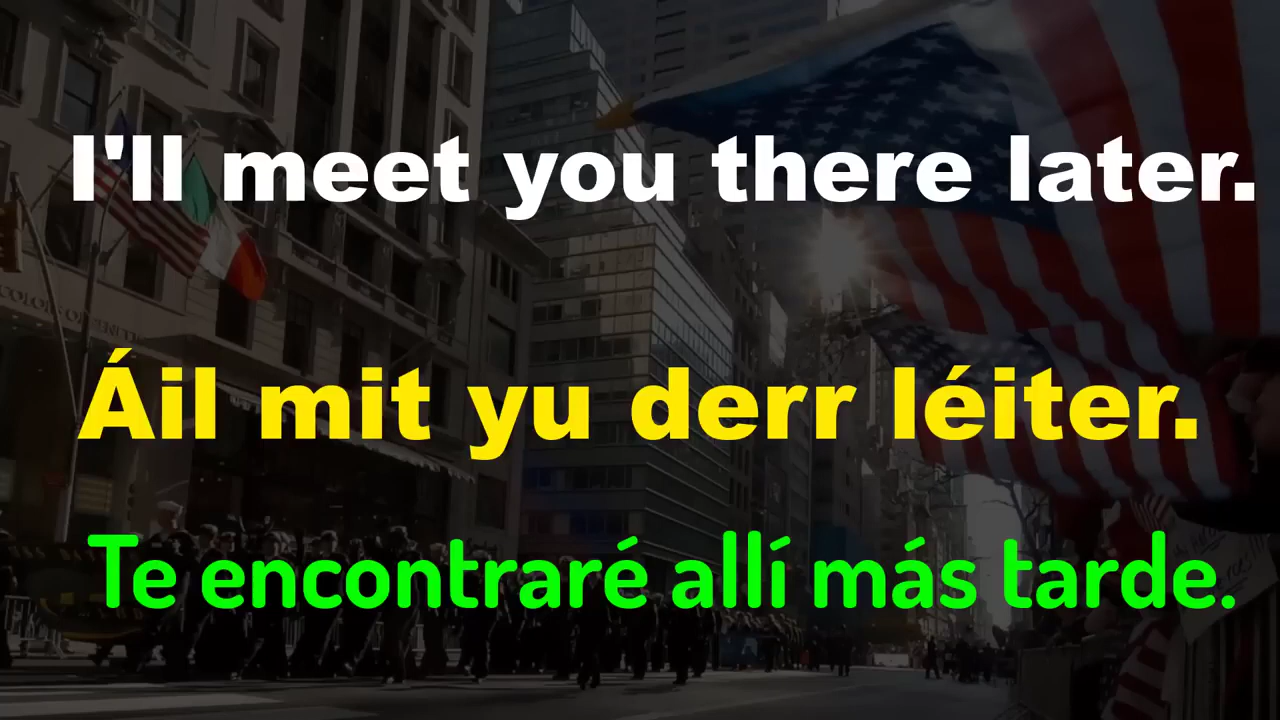 I'll meet you there later.
Áil mit yu derr léiter.
Te encontraré allí más tarde.